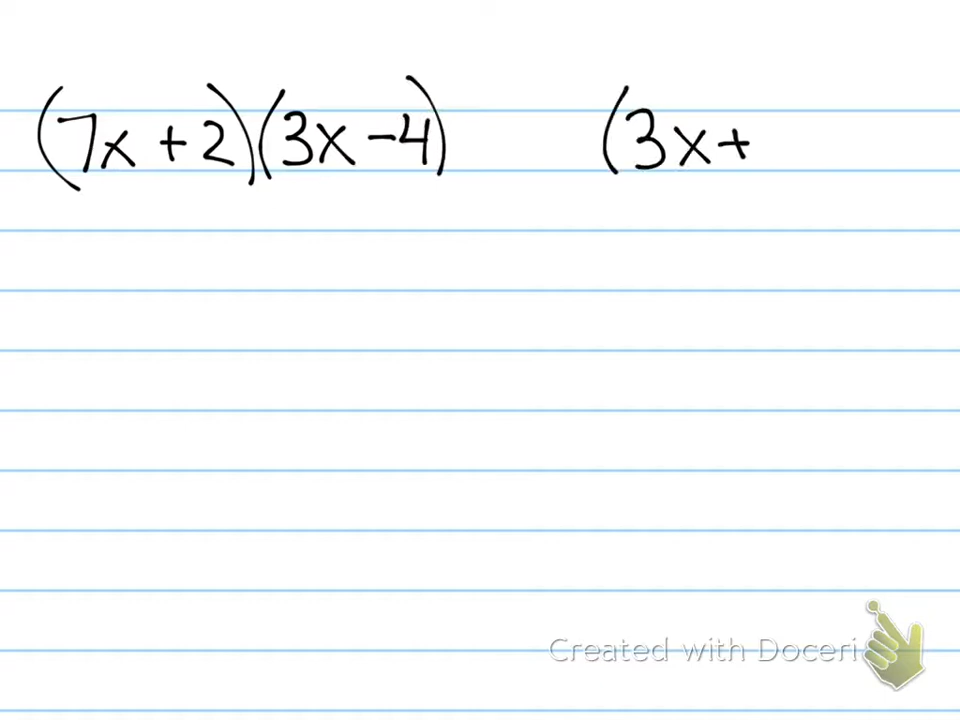 (7x + 2)(3x - 4) (3x +
Created with Doceri